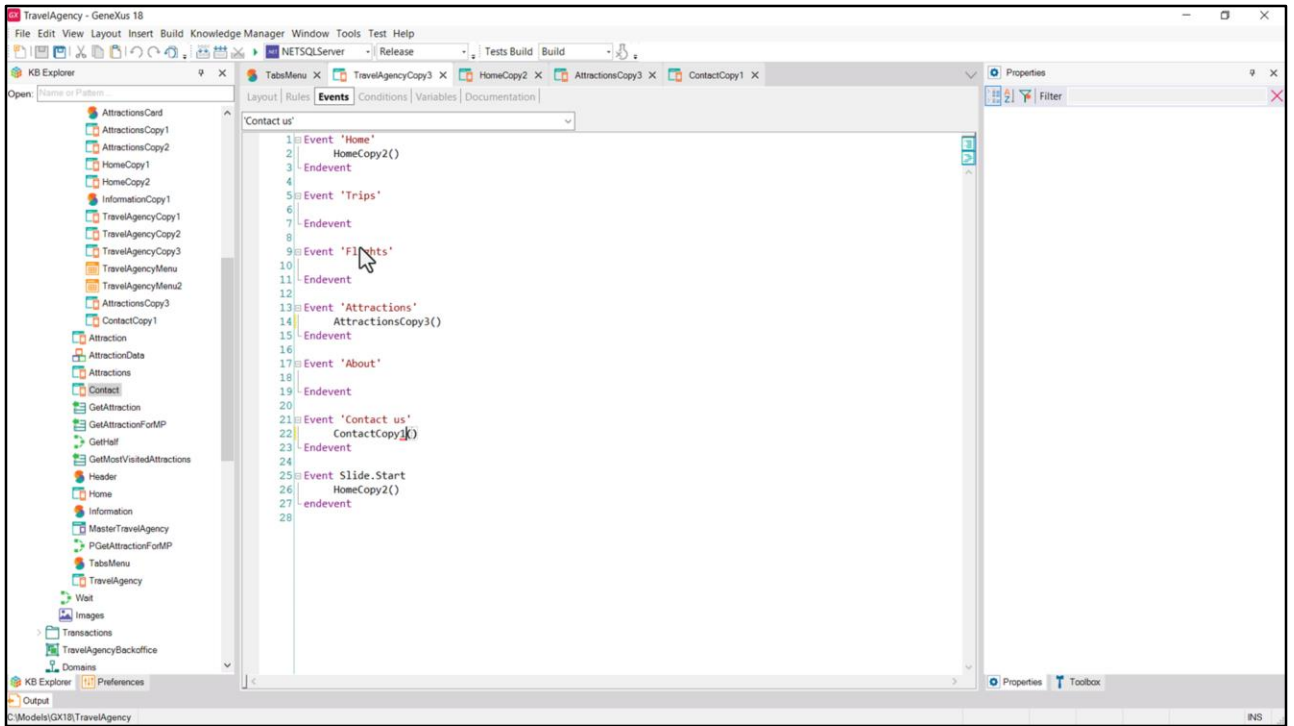 TravelAgency - GeneXus 18
File Edit View Layout Insert Build Knowledge Manager Window Tools Test Help
NETSQLServer Release Tests Build Build
KB Explorer
Open: Name or Pattern...
AttractionsCard
AttractionsCopy1
AttractionsCopy2
HomeCopy1
HomeCopy2
InformationCopy1
TravelAgencyCopy1
TravelAgencyCopy2
TravelAgencyCopy3
TravelAgencyMenu
TravelAgencyMenu2
AttractionsCopy3
ContactCopy1
Attraction
AttractionData
Attractions
Contact
GetAttraction
GetAttractionForMP
GetHalf
GetMostVisitedAttractions
Header
Home
Information
MasterTravelAgency
PGetAttractionForMP
TabsMenu
TravelAgency
Wait
Images
Transactions
TravelAgencyBackoffice
Domains
KB Explorer Preferences
TabsMenu TravelAgencyCopy3 HomeCopy2 AttractionsCopy3 ContactCopy1
Layout Rules Events Conditions Variables Documentation
'Contact us'
1 Event 'Home'
2 HomeCopy2()
3 Endevent
4
5 Event 'Trips'
6
7 Endevent
8
9 Event 'Flights'
10
11 Endevent
12
13 Event 'Attractions'
14 AttractionsCopy3()
15 Endevent
16
17 Event 'About'
18
19 Endevent
20
21 Event 'Contact us'
22 ContactCopy1()
23 Endevent
24
25 Event Slide.Start
26 HomeCopy2()
27 endevent
28
Properties
Filter
Properties Toolbox
Output
C:\Models\GX18\TravelAgency
INS